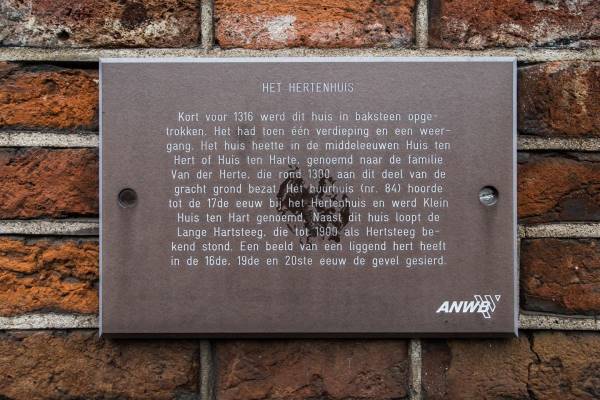 HET HERTENHUIS
Kort voor 1316 werd dit huis in baksteen opge-
trokken. Het had toen één verdieping en een weer-
gang. Het huis heette in de middeleeuwen Huis ten
Hert of Huis ten Harte, genoemd naar de familie
Van der Herte, die rond 1300 aan dit deel van de
gracht grond bezat. Het buurhuis (nr. 84) hoorde
tot de 17de eeuw bij het Hertenhuis en werd Klein
Huis ten Hart genoemd. Naast dit huis loopt de
Lange Hartsteeg, die tot 1900 als Hertsteeg be-
kend stond. Een beeld van een liggend hert heeft
in de 16de, 19de en 20ste eeuw de gevel gesierd.
ANWB